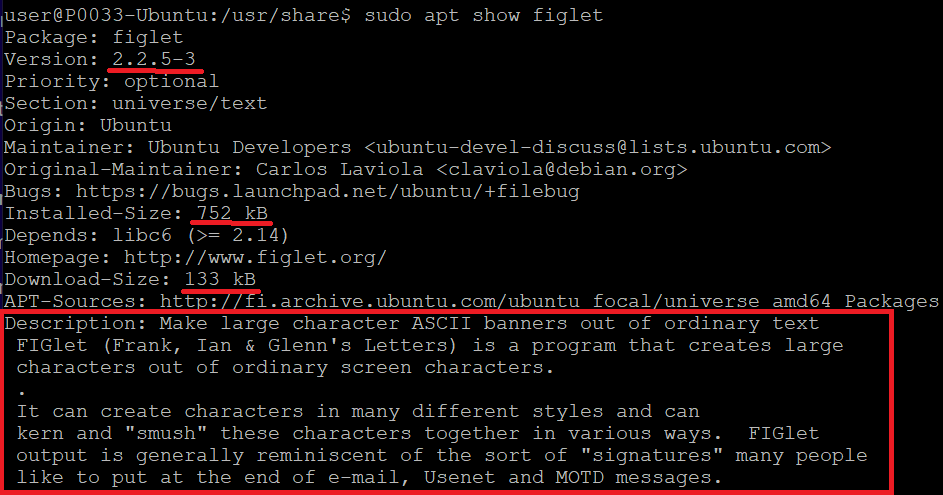 user@P0033-Ubuntu:/usr/share$ sudo apt show figlet
Package: figlet
Version: 2.2.5-3
Priority: optional
Section: universe/text
Origin: Ubuntu
Maintainer: Ubuntu Developers <ubuntu-devel-discuss@lists.ubuntu.com>
Original-Maintainer: Carlos Laviola <claviola@debian.org>
Bugs: https://bugs.launchpad.net/ubuntu/+filebug
Installed-Size: 752 kB
Depends: libc6 (>= 2.14)
Homepage: http://www.figlet.org/
Download-Size: 133 kB
APT-Sources: http://fi.archive.ubuntu.com/ubuntu focal/universe amd64 Packages
Description: Make large character ASCII banners out of ordinary text
FIGlet (Frank, Ian & Glenn's Letters) is a program that creates large
characters out of ordinary screen characters.
.
It can create characters in many different styles and can
kern and "smush" these characters together in various ways.  FIGlet
output is generally reminiscent of the sort of "signatures" many people
like to put at the end of e-mail, Usenet and MOTD messages.